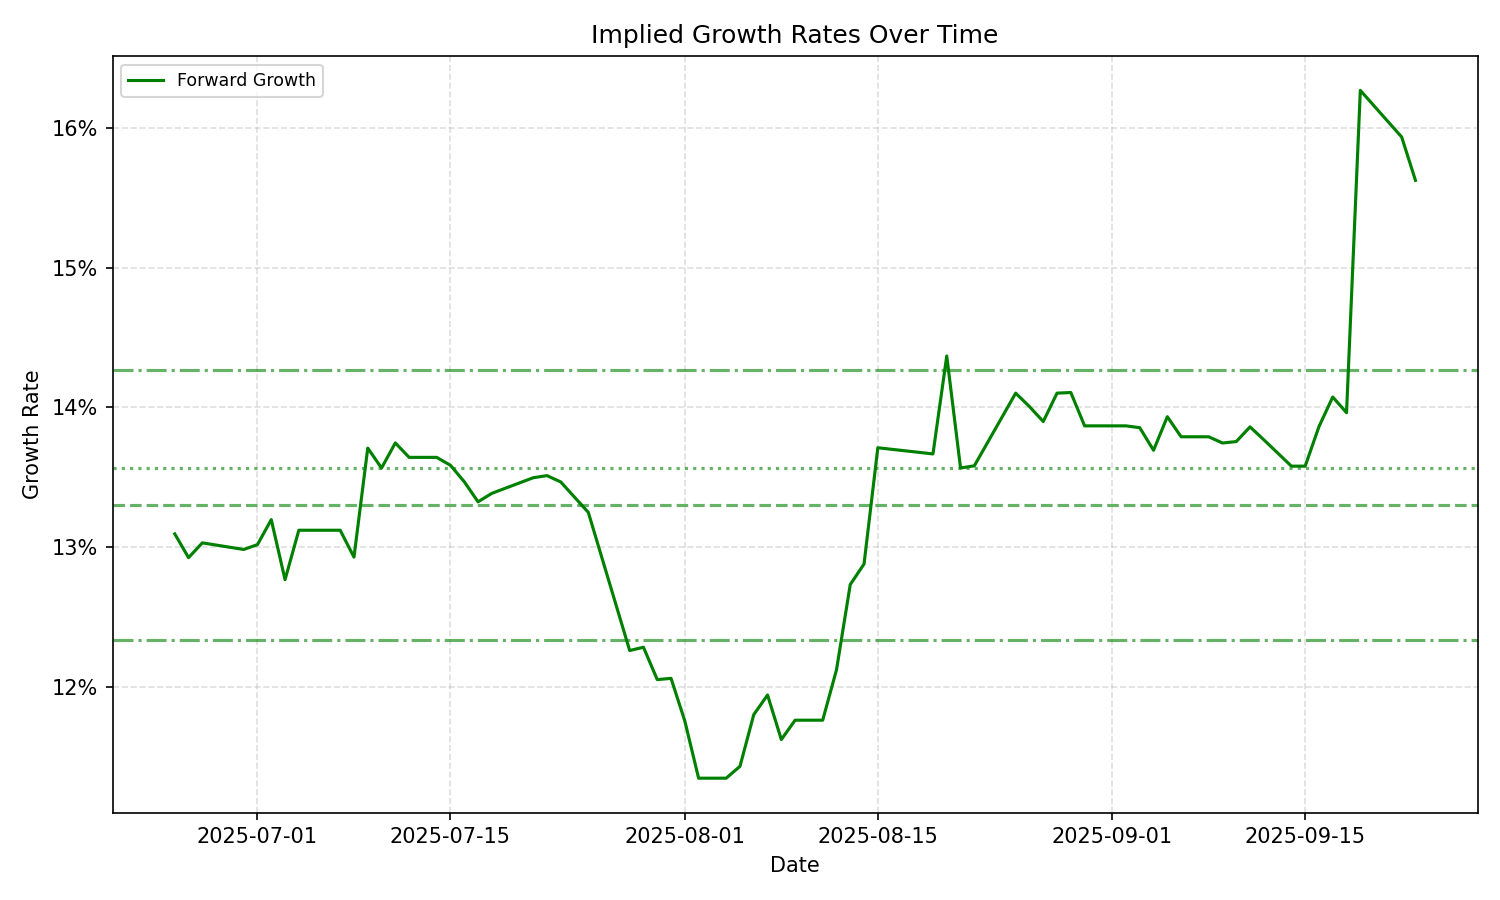 Implied Growth Rates Over Time
Forward Growth
16%
15%
14%
13%
12%
Growth Rate
2025-07-01
2025-07-15
2025-08-01
2025-08-15
2025-09-01
2025-09-15
Date